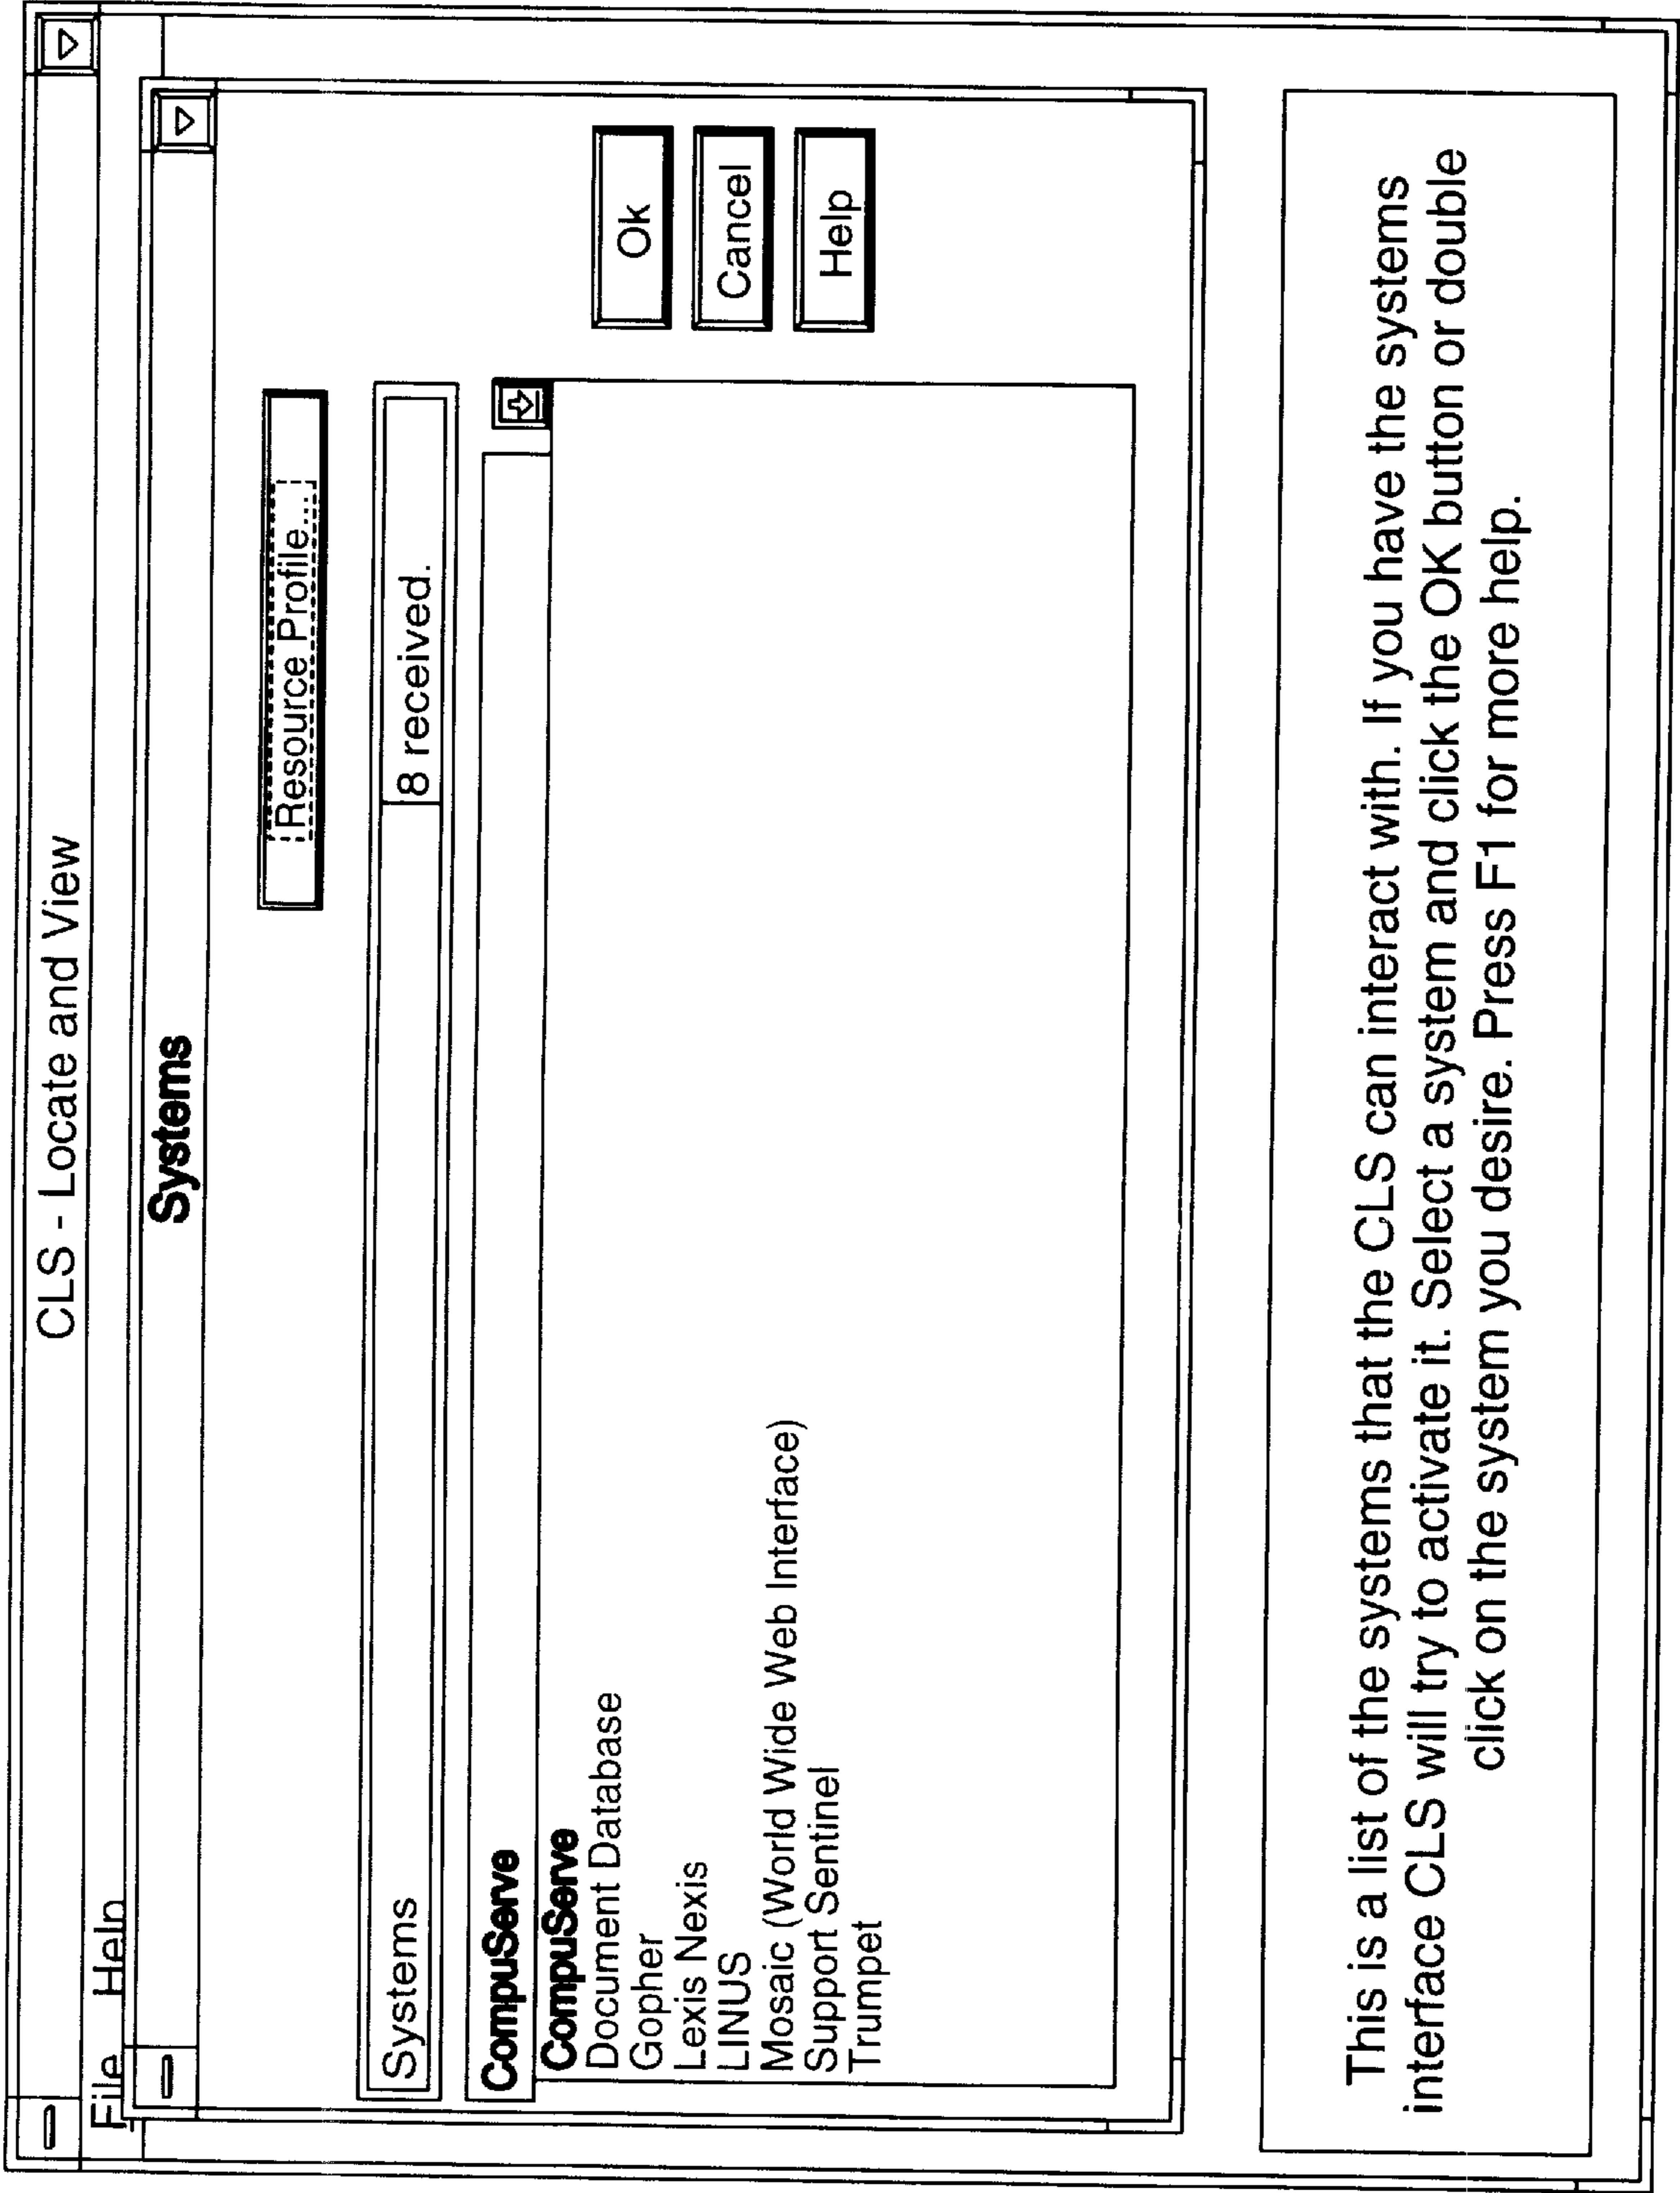 CLS - Locate and View
File Help
Systems
Resource Profile...
Systems 8 received.
CompuServe
CompuServe
Document Database
Gopher
Lexis Nexis
LINUS
Mosaic (World Wide Web Interface)
Support Sentinel
Trumpet
Ok
Cancel
Help
This is a list of the systems that the CLS can interact with. If you have the systems
interface CLS will try to activate it. Select a system and click the OK button or double
click on the system you desire. Press F1 for more help.